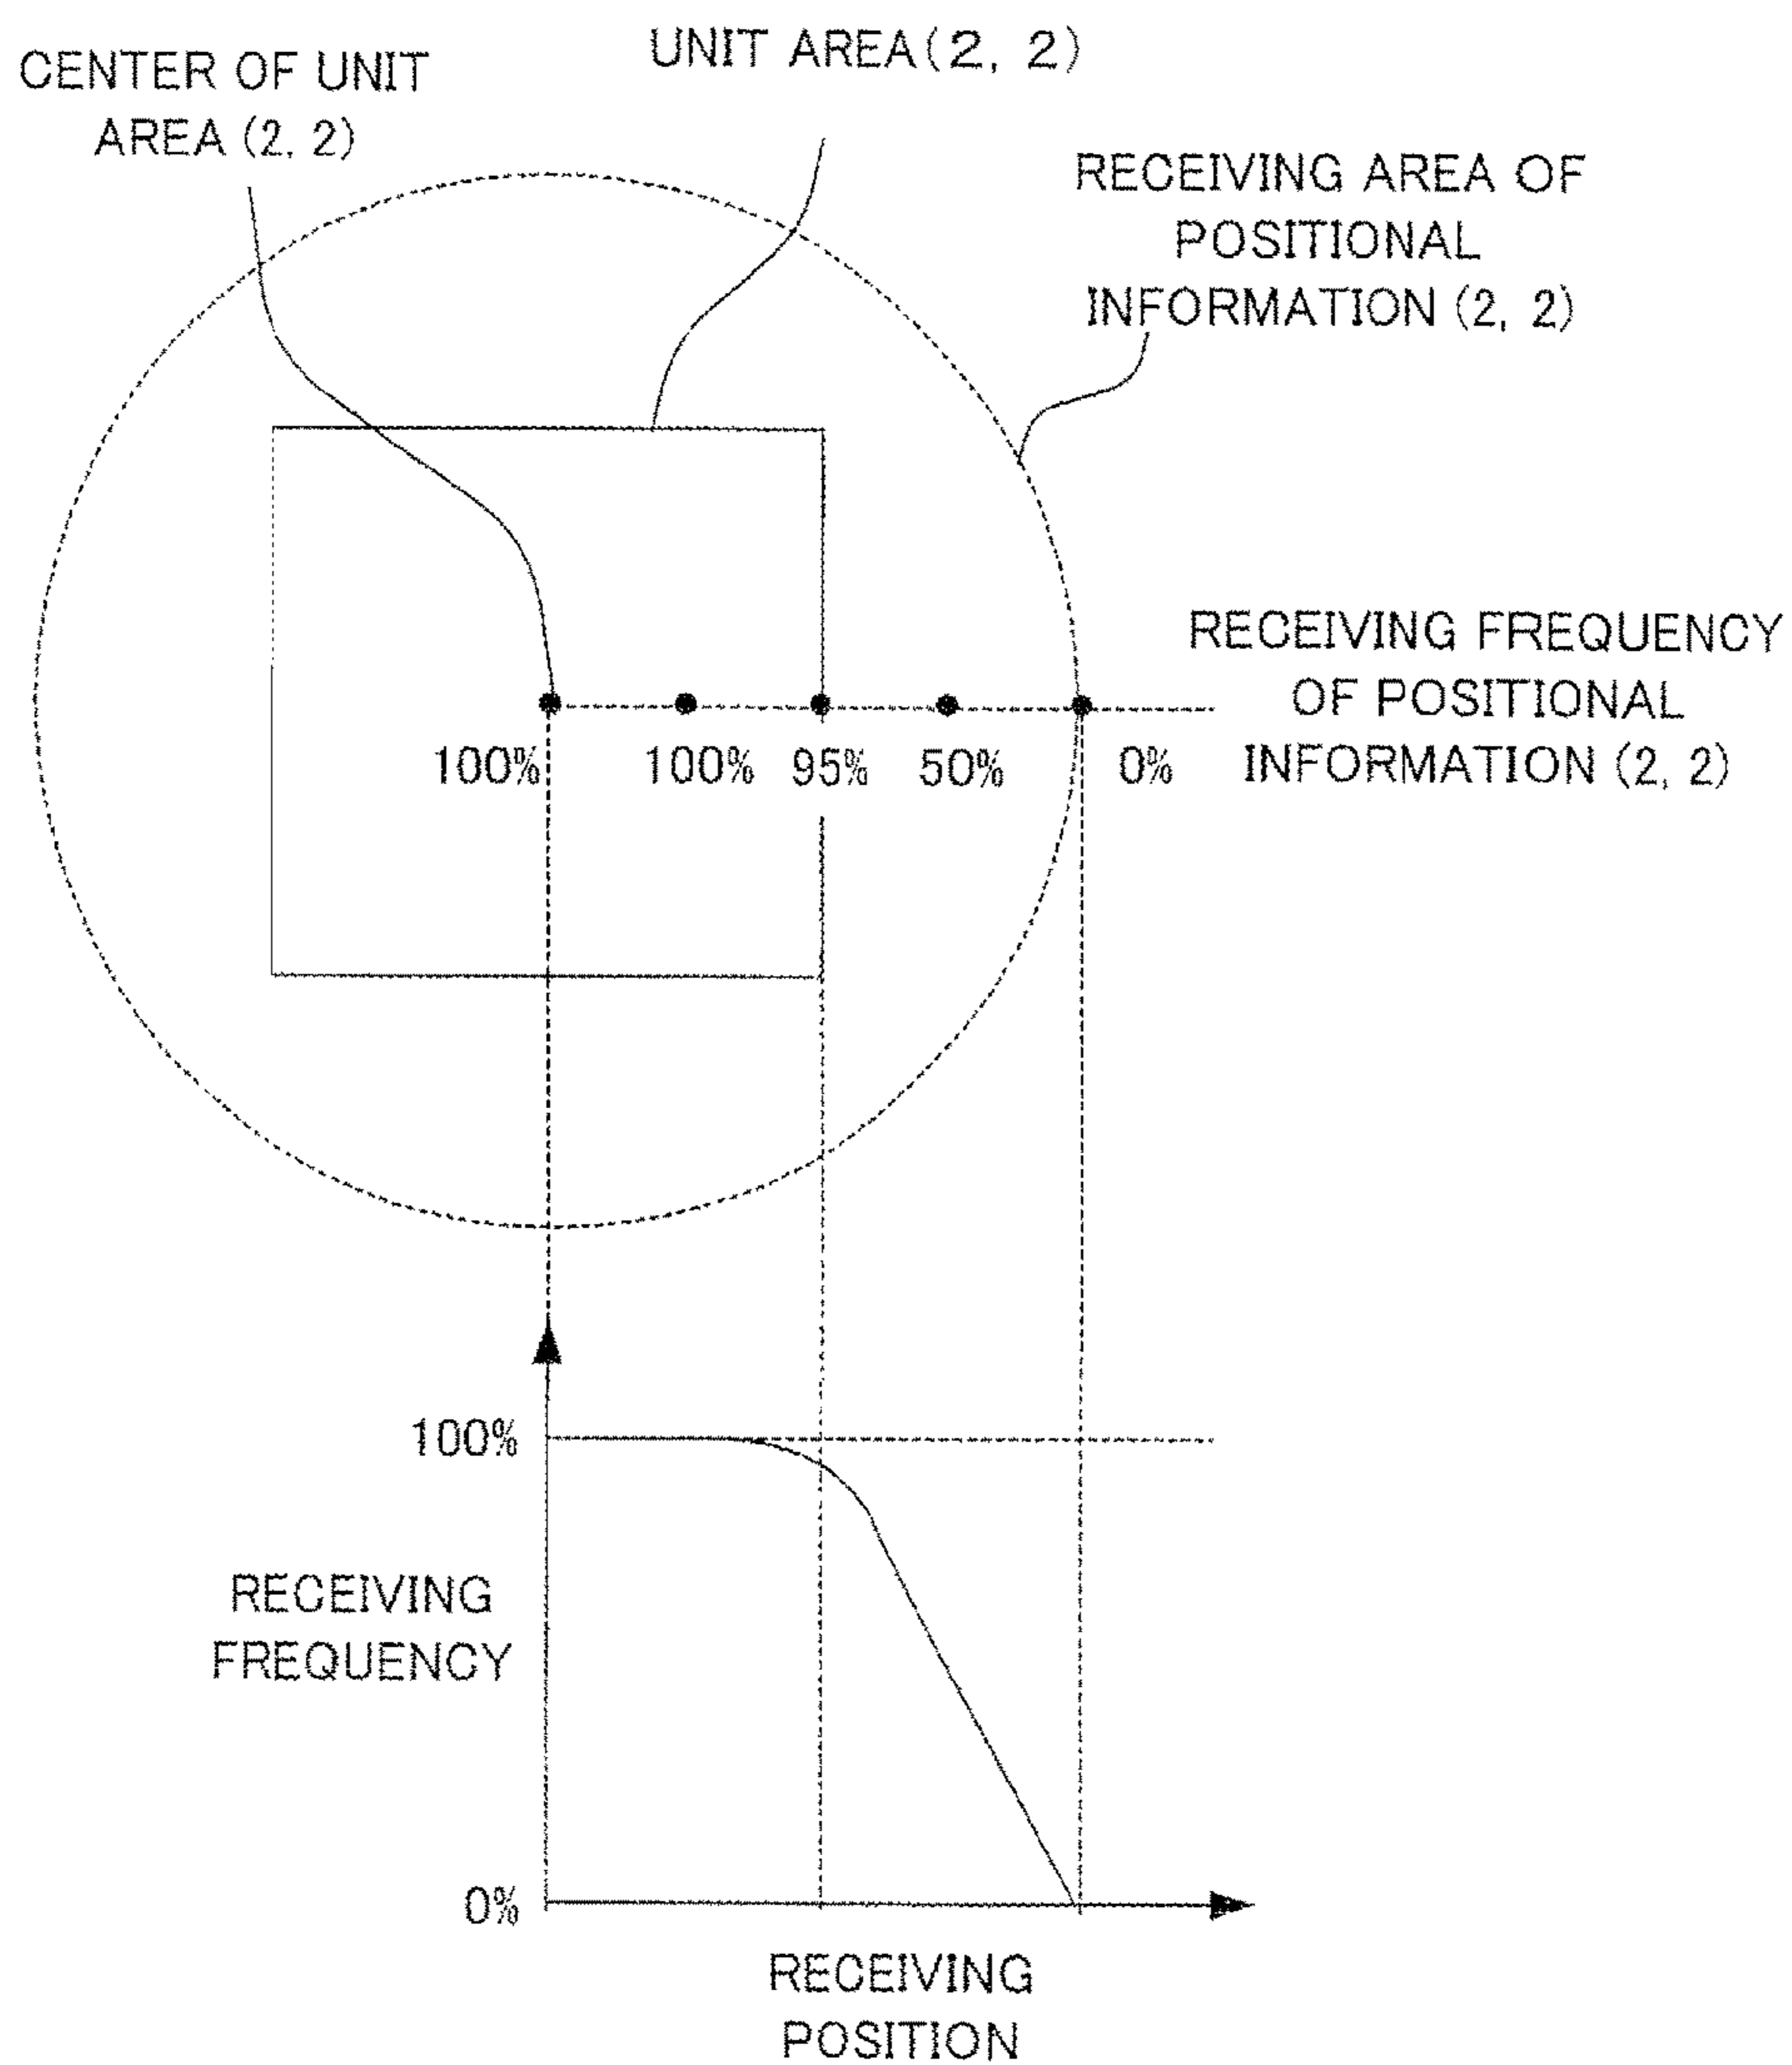 CENTER OF UNIT
AREA (2, 2)
UNIT AREA(2, 2)
RECEIVING AREA OF
POSITIONAL
INFORMATION (2, 2)
RECEIVING FREQUENCY
OF POSITIONAL
INFORMATION (2, 2)
100%
100%
95%
50%
0%
100%
RECEIVING
FREQUENCY
0%
RECEIVING
POSITION